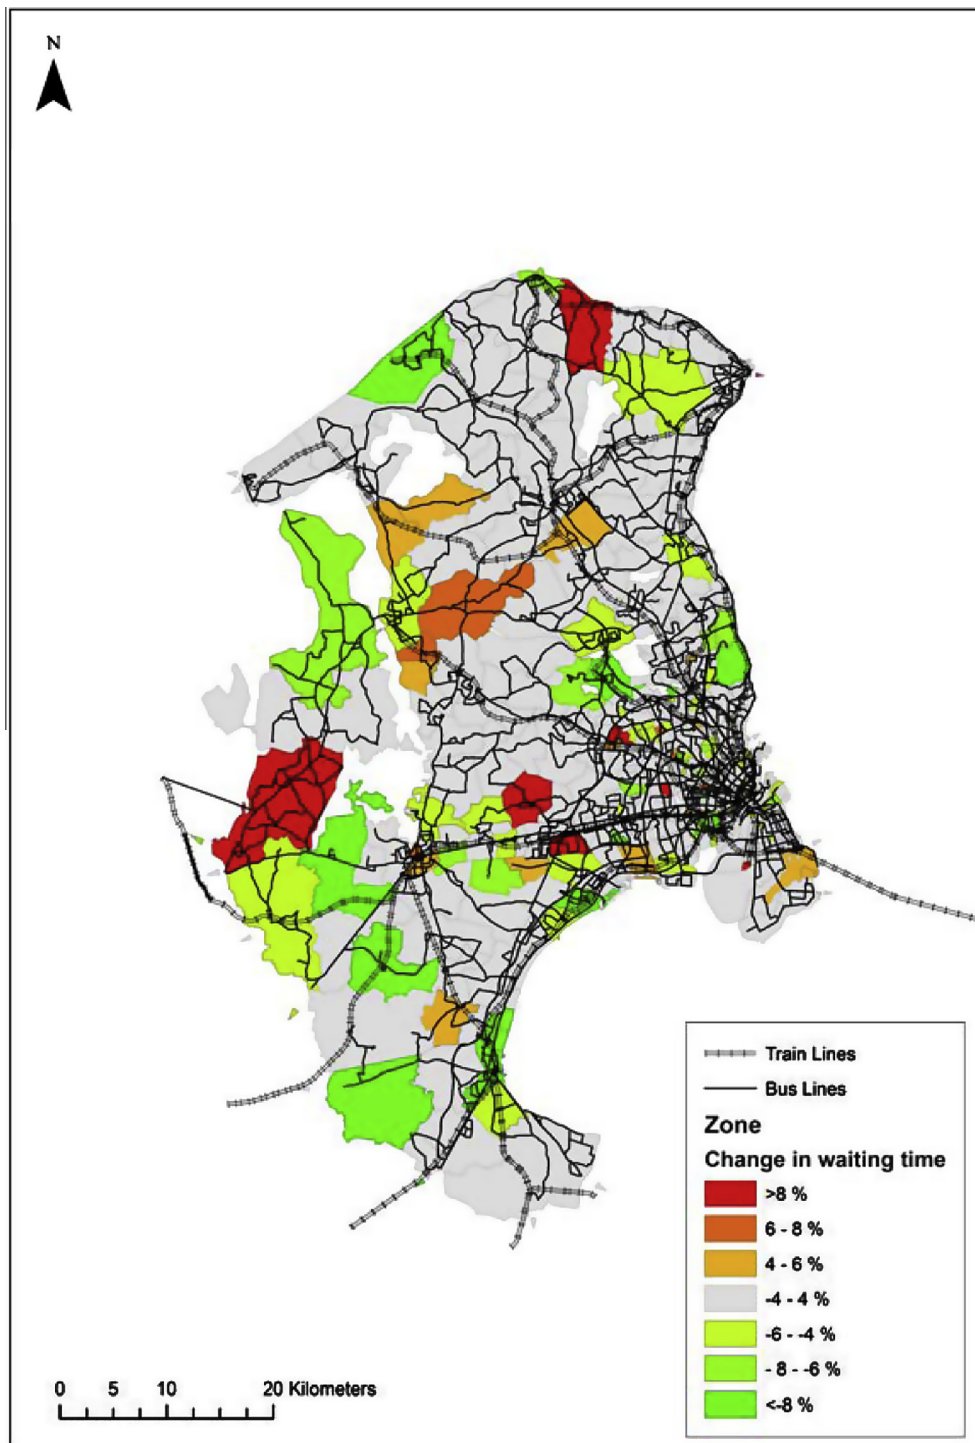 N
Train Lines
Bus Lines
Zone
Change in waiting time
>8 %
6 - 8 %
4 - 6 %
-4 - 4 %
-6 - -4 %
- 8 - -6 %
<-8 %
0 5 10 20 Kilometers